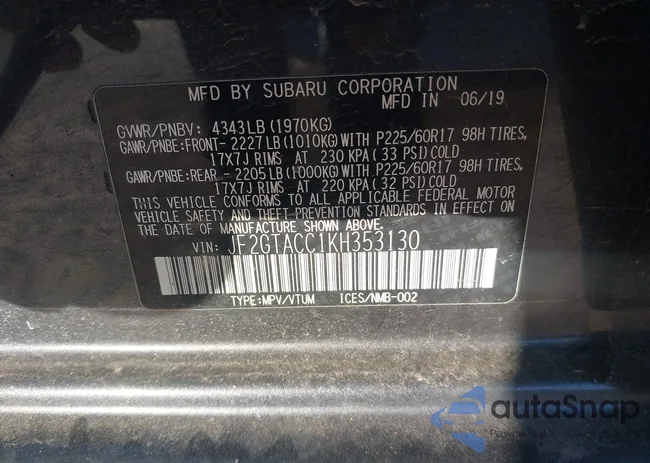 MFD BY SUBARU CORPORATION
MFD IN 06/19
GVWR/PNBV: 4343LB(1970KG)
GAWR/PNBE:FRONT- 2227LB(1010KG)WITH P225/60R17 98H TIRES,
17X7J RIMS AT 230 KPA( 33 PSI)COLD
GAWR/PNBE:REAR - 2205LB(1000KG)WITH P225/60R17 98H TIRES,
17X7J RIMS AT 220 KPA( 32 PSI)COLD
THIS VEHICLE CONFORMS TO ALL APPLICABLE FEDERAL MOTOR
VEHICLE SAFETY AND THEFT-PREVENTION STANDARDS IN EFFECT ON
THE DATE OF MANUFACTURE SHOWN ABOVE.
VIN: JF2GTACC1KH353130
TYPE:MPV/VTUM ICES/NMB-002
autaSnap